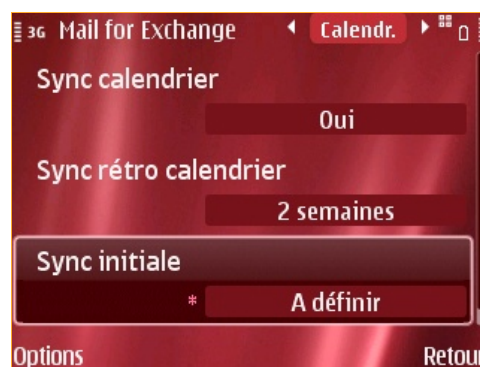 3G Mail for Exchange Calendr.
Sync calendrier
Oui
Sync rétro calendrier
2 semaines
Sync initiale
* A définir
Options Retour